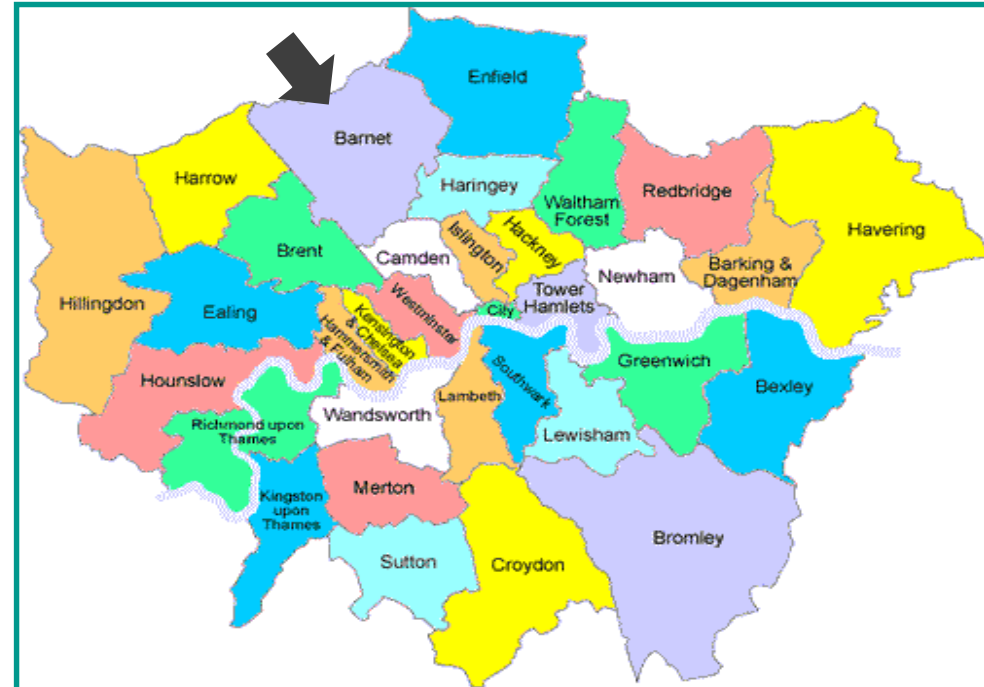 Enfield
Barnet
Harrow
Haringey
Waltham
Forest
Redbridge
Havering
Brent
Camden
Islington
Hackney
Newham
Barking &
Dagenham
Hillingdon
Ealing
Westminstar
City
Tower
Hamlets
Kensington
& Chelsea
Hammersmith
& Fulham
Hounslow
Greenwich
Bexley
Richmond upon
Thames
Wandsworth
Lambeth
Southwark
Lewisham
Kingston
upon
Thames
Merton
Sutton
Croydon
Bromley